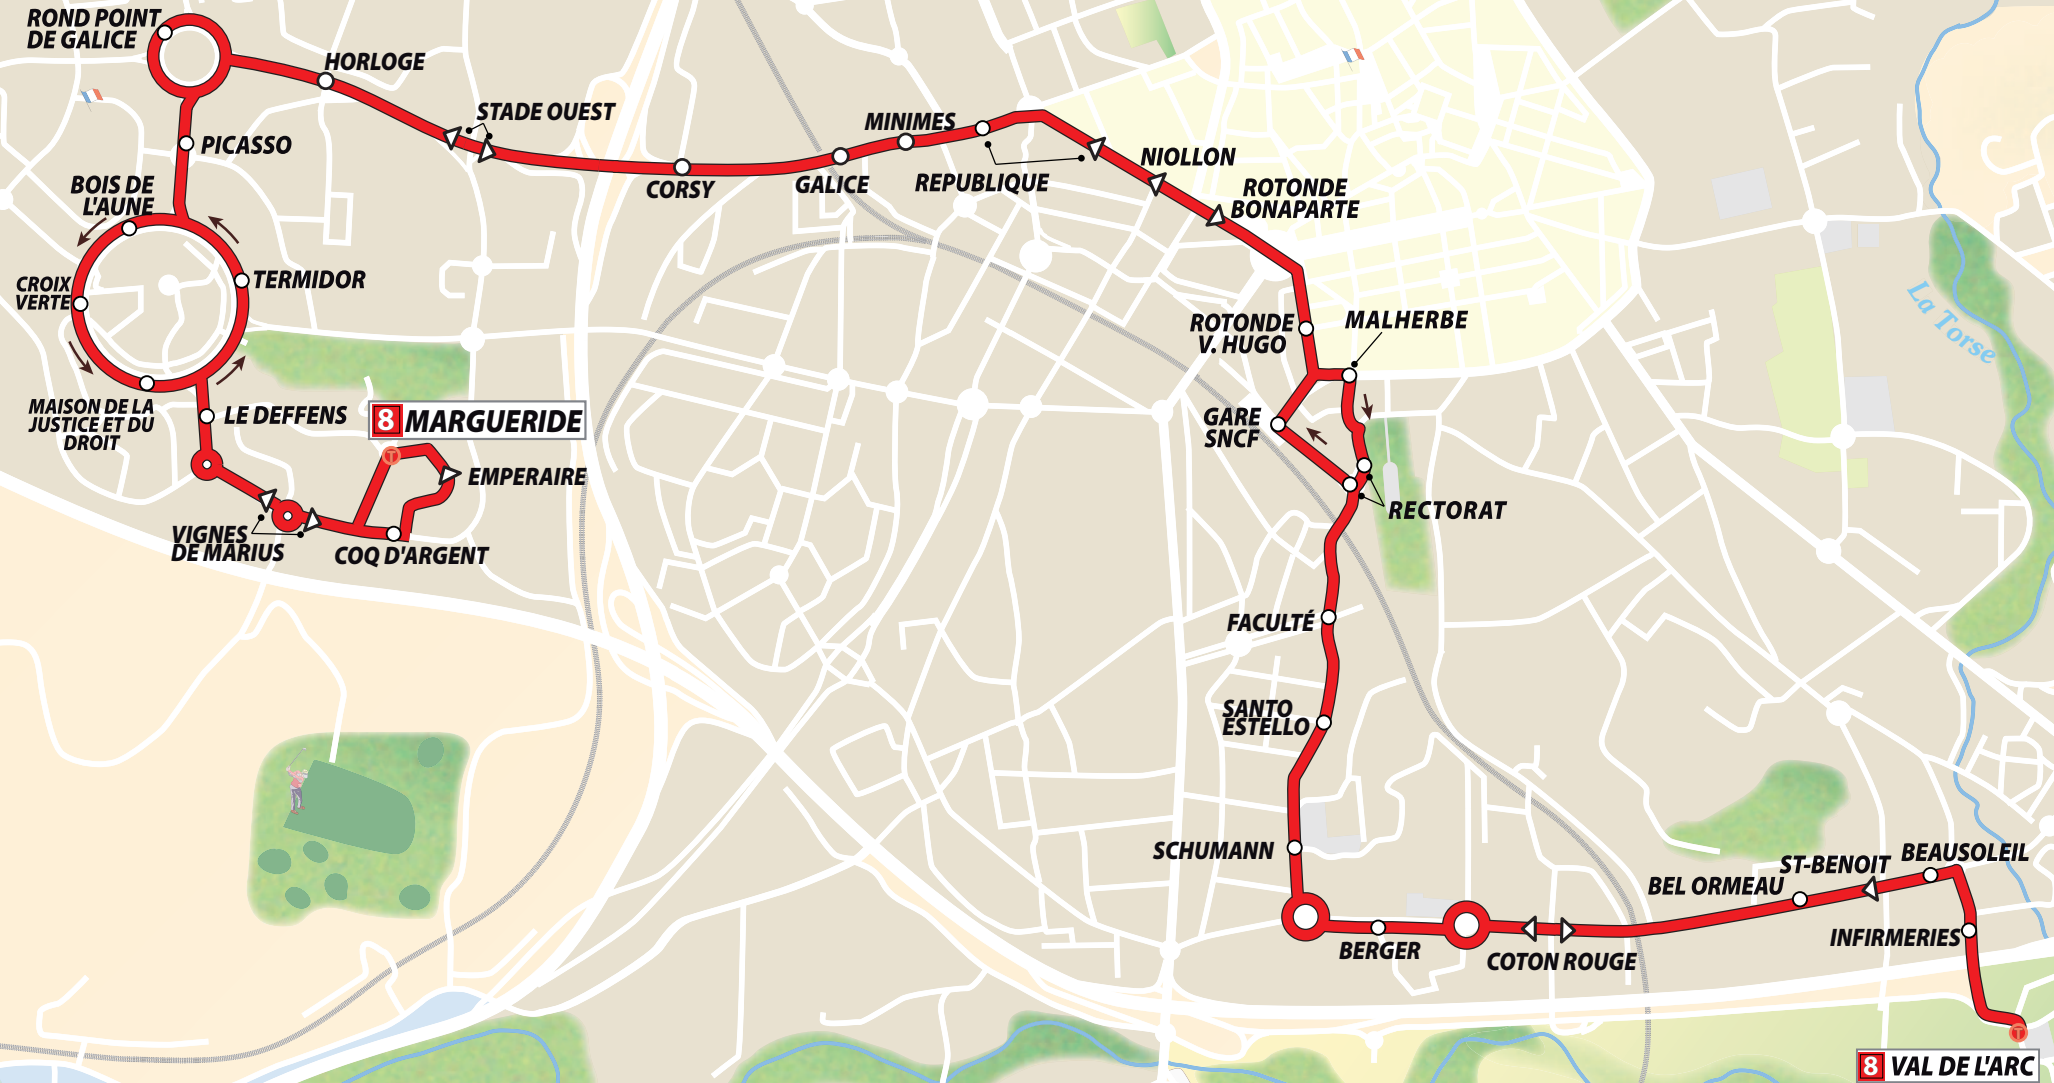 ROND POINT
DE GALICE
HORLOGE
STADE OUEST
PICASSO
CORSY
GALICE
MINIMES
REPUBLIQUE
NIOLLON
ROTONDE
BONAPARTE
BOIS DE
L'AUNE
CROIX
VERTE
TERMIDOR
MAISON DE LA
JUSTICE ET DU
DROIT
LE DEFFENS
8 MARGUERIDE
T
EMPERAIRE
VIGNES
DE MARIUS
COQ D'ARGENT
ROTONDE
V. HUGO
MALHERBE
GARE
SNCF
RECTORAT
La Torse
FACULTÉ
SANTO
ESTELLO
SCHUMANN
BERGER
COTON ROUGE
BEL ORMEAU
ST-BENOIT
BEAUSOLEIL
INFIRMERIES
T
8 VAL DE L'ARC